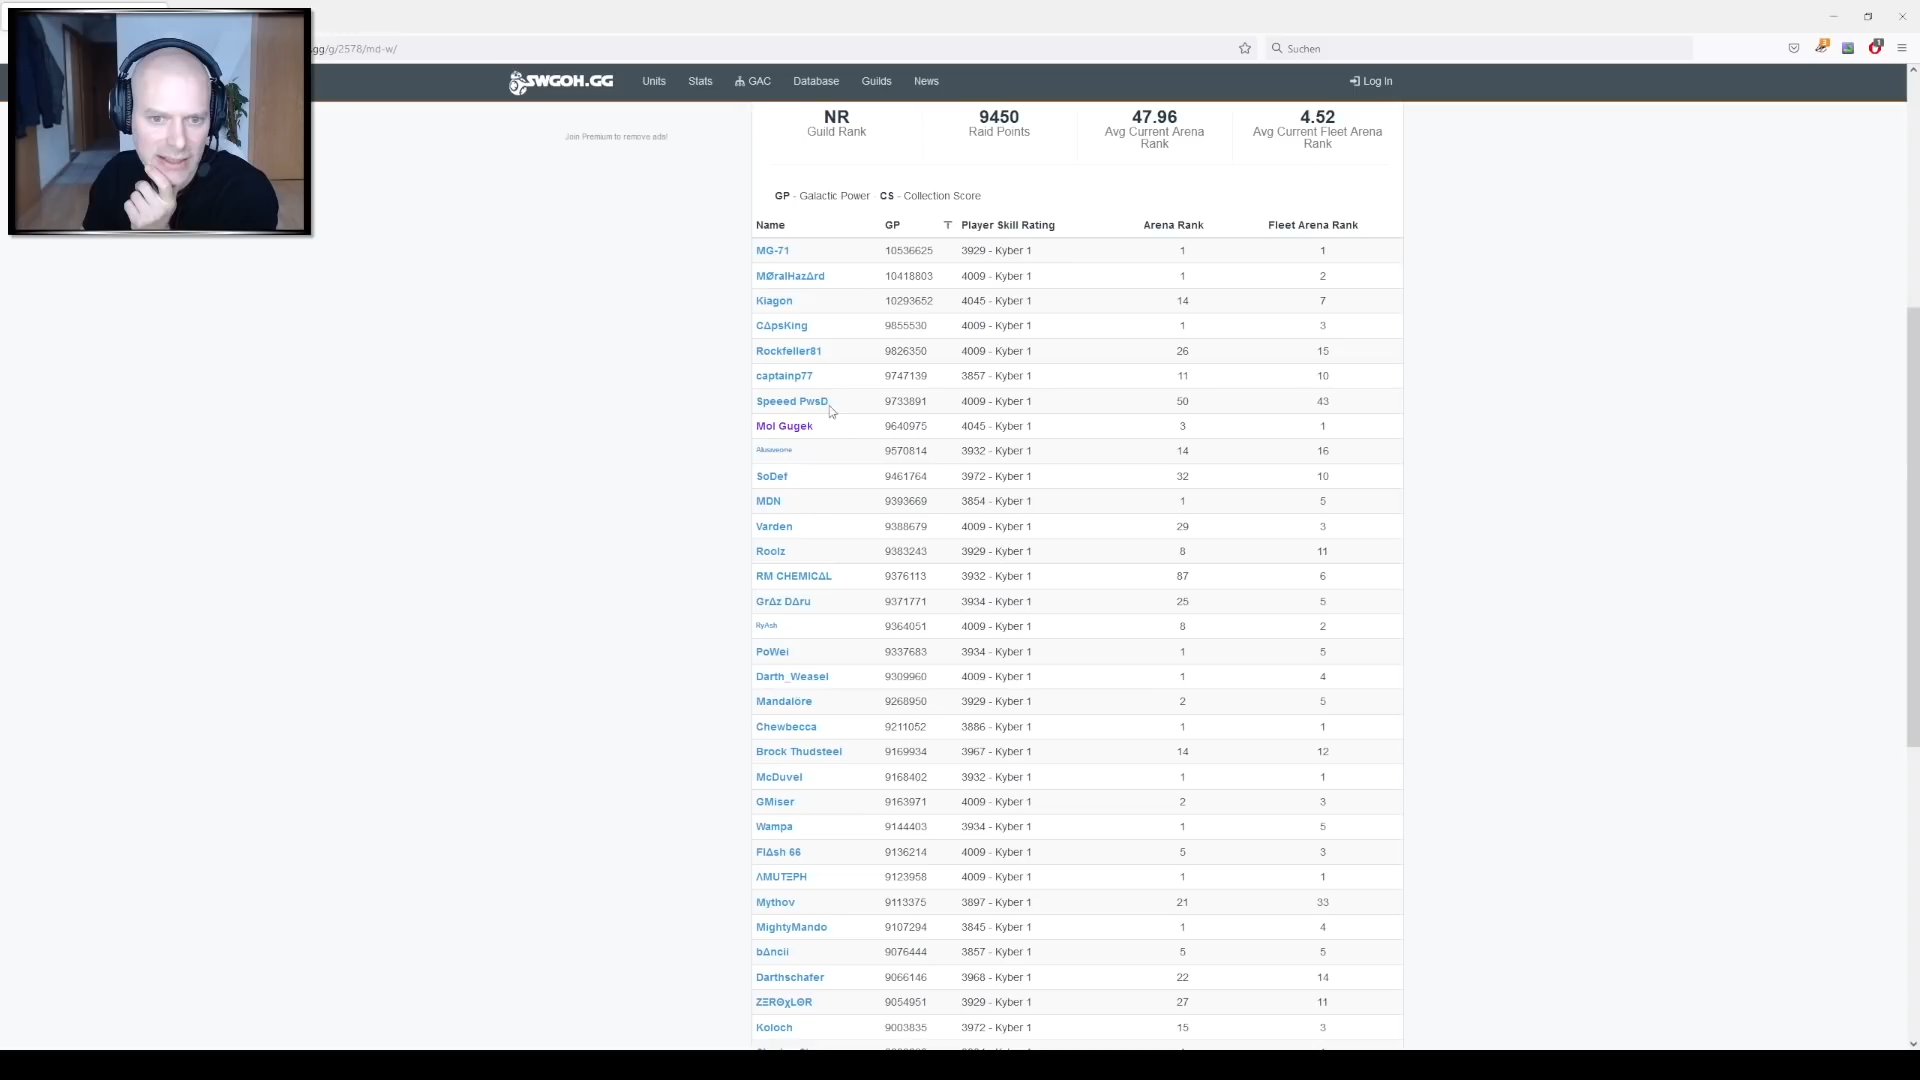 gg/g/2578/md-w/
Suchen
SWGOH.GG Units Stats GAC Database Guilds News Log In
Join Premium to remove ads!
NR 9450 47.96 4.52
Guild Rank Raid Points Avg Current Arena Rank Avg Current Fleet Arena Rank
GP - Galactic Power CS - Collection Score
Name GP Player Skill Rating Arena Rank Fleet Arena Rank
MG-71 10536625 3929 - Kyber 1 1 1
MØralHazΔrd 10418803 4009 - Kyber 1 1 2
Kiagon 10293652 4045 - Kyber 1 14 7
CΔpsKing 9855530 4009 - Kyber 1 1 3
Rockfeller81 9826350 4009 - Kyber 1 26 15
captainp77 9747139 3857 - Kyber 1 11 10
Speeed PwsD 9733891 4009 - Kyber 1 50 43
Mol Gugek 9640975 4045 - Kyber 1 3 1
9570814 3932 - Kyber 1 14 16
SoDef 9461764 3972 - Kyber 1 32 10
MDN 9393669 3854 - Kyber 1 1 5
Varden 9388679 4009 - Kyber 1 29 3
Roolz 9383243 3929 - Kyber 1 8 11
RM CHEMICΔL 9376113 3932 - Kyber 1 87 6
GrΔz DΔru 9371771 3934 - Kyber 1 25 5
RyAsh 9364051 4009 - Kyber 1 8 2
PoWei 9337683 3934 - Kyber 1 1 5
Darth_Weasel 9309960 4009 - Kyber 1 1 4
Mandalöre 9268950 3929 - Kyber 1 2 5
Chewbecca 9211052 3886 - Kyber 1 1 1
Brock Thudsteel 9169934 3967 - Kyber 1 14 12
McDuvel 9168402 3932 - Kyber 1 1 1
GMiser 9163971 4009 - Kyber 1 2 3
Wampa 9144403 3934 - Kyber 1 1 5
FlΔsh 66 9136214 4009 - Kyber 1 5 3
ΛMUTΞPH 9123958 4009 - Kyber 1 1 1
Mythov 9113375 3897 - Kyber 1 21 33
MightyMando 9107294 3845 - Kyber 1 1 4
bΔncii 9076444 3857 - Kyber 1 5 5
Darthschafer 9066146 3968 - Kyber 1 22 14
ZΞRΘχLΘR 9054951 3929 - Kyber 1 27 11
Koloch 9003835 3972 - Kyber 1 15 3